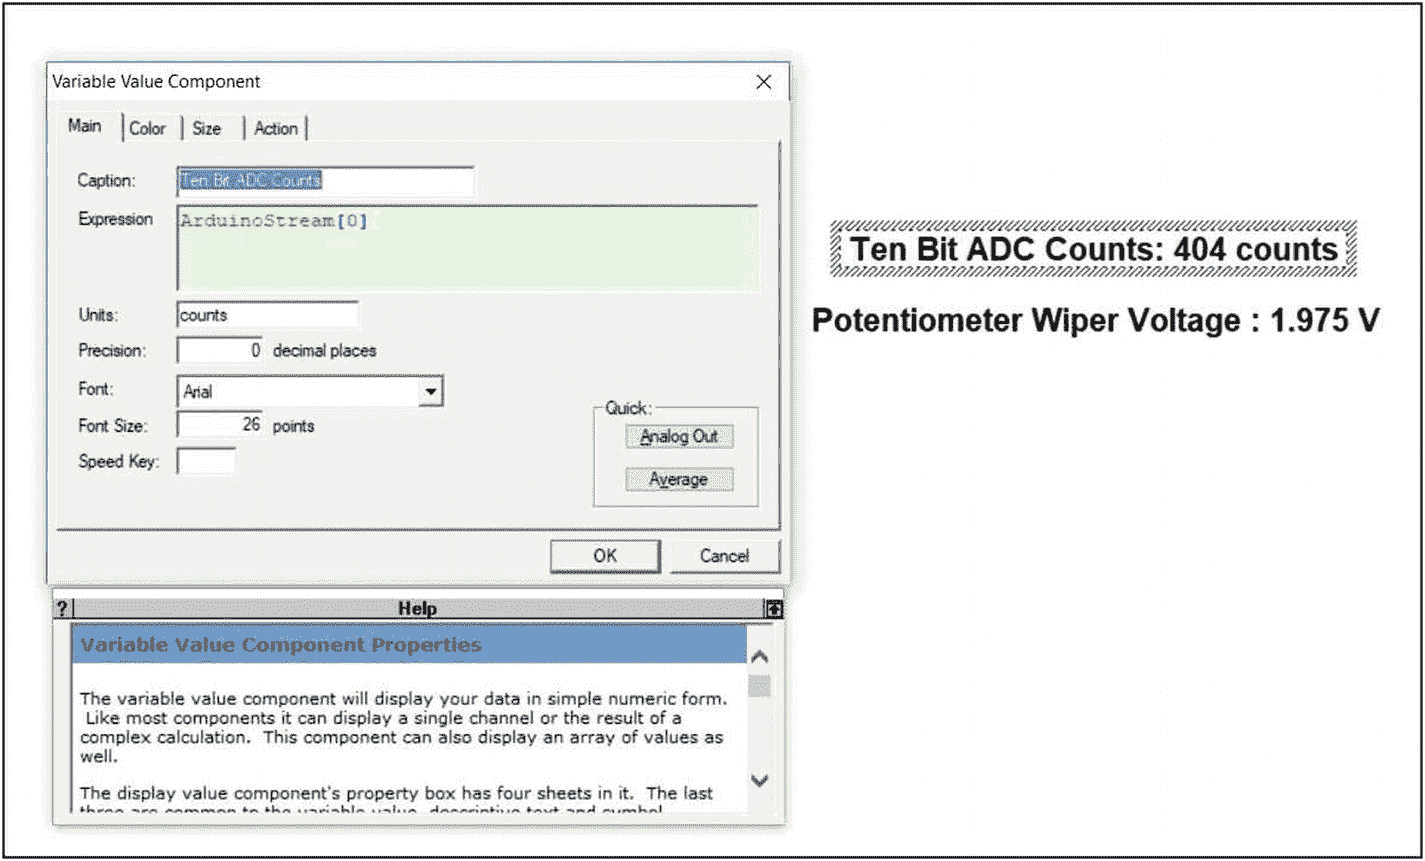 Variable Value Component
Main Color Size Action
Caption: Ten Bit ADC Counts
Expression ArduinoStream[0]
Units: counts
Precision: 0 decimal places
Font: Arial
Font Size: 26 points
Speed Key:
Quick:
Analog Out
Average
OK Cancel
? Help
Variable Value Component Properties
The variable value component will display your data in simple numeric form.
Like most components it can display a single channel or the result of a
complex calculation. This component can also display an array of values as
well.
The display value component's property box has four sheets in it. The last
three are common to the variable value, descriptive text and symbol
Ten Bit ADC Counts: 404 counts
Potentiometer Wiper Voltage : 1.975 V